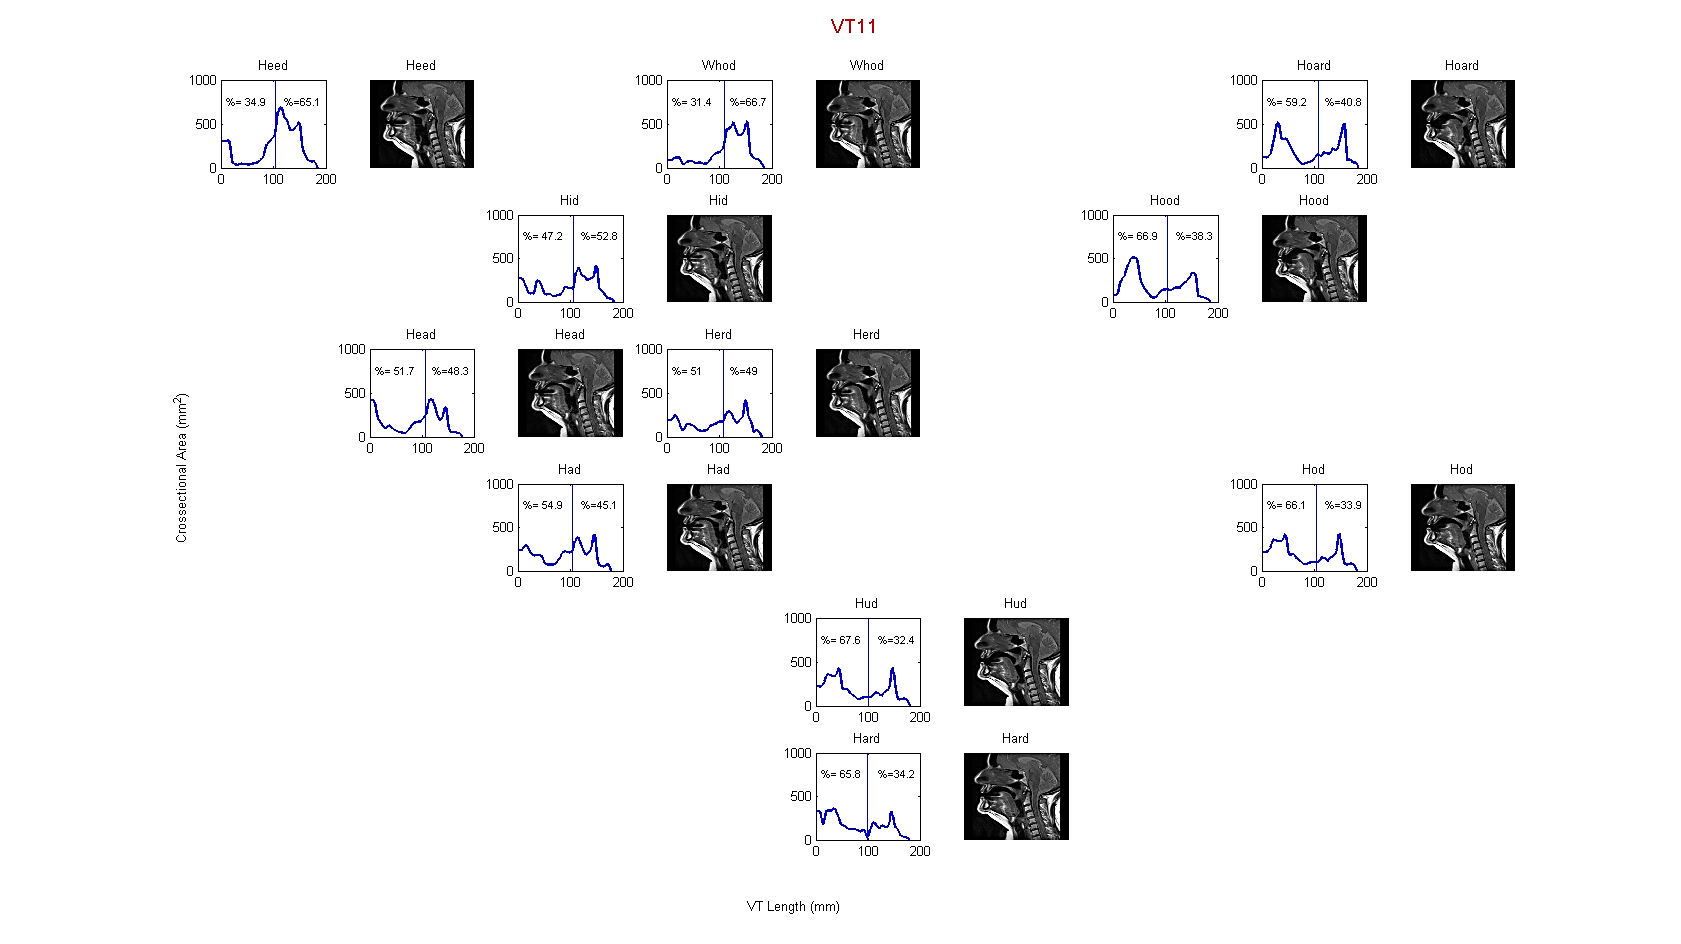 VT11
Heed
Heed
Whod
Whod
Hoard
Hoard
1000
500
0
%= 34.9 %=65.1
0 100 200
1000
500
0
%= 31.4 %=66.7
0 100 200
1000
500
0
%= 59.2 %=40.8
0 100 200
Hid
Hid
Hood
Hood
1000
500
0
%= 47.2 %=52.8
0 100 200
1000
500
0
%= 66.9 %=38.3
0 100 200
Head
Head
Herd
Herd
1000
500
0
%= 51.7 %=48.3
0 100 200
1000
500
0
%= 51 %=49
0 100 200
Had
Had
Hod
Hod
1000
500
0
%= 54.9 %=45.1
0 100 200
1000
500
0
%= 66.1 %=33.9
0 100 200
Hud
Hud
1000
500
0
%= 67.6 %=32.4
0 100 200
Hard
Hard
1000
500
0
%= 65.8 %=34.2
0 100 200
Crossectional Area (mm²)
VT Length (mm)